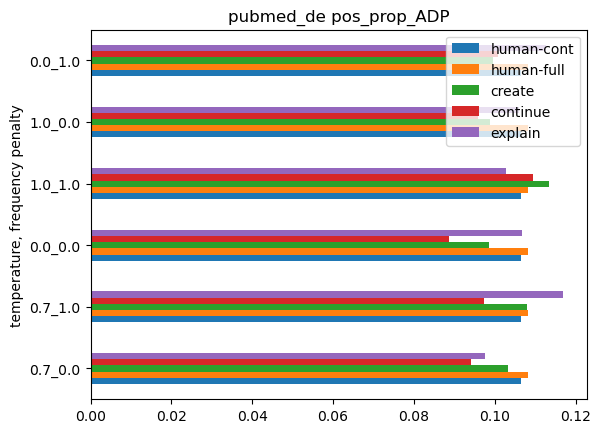 pubmed_de pos_prop_ADP
human-cont
human-full
create
continue
explain
temperature, frequency penalty
0.0_1.0
1.0_0.0
1.0_1.0
0.0_0.0
0.7_1.0
0.7_0.0
0.00 0.02 0.04 0.06 0.08 0.10 0.12